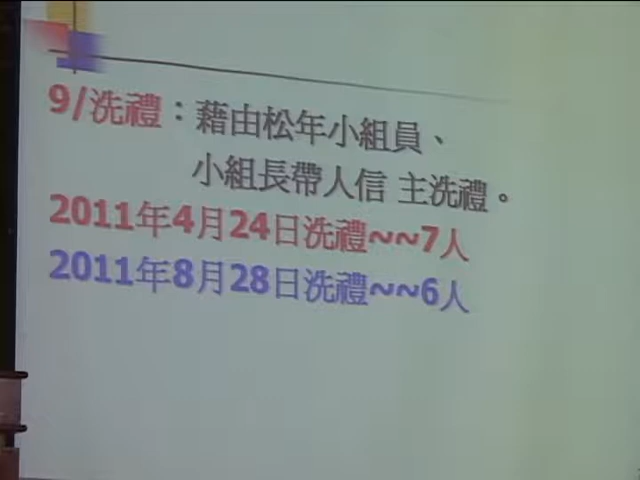 9/洗禮：藉由松年小組員、
小組長帶人信 主洗禮。
2011年4月24日洗禮~~7人
2011年8月28日洗禮~~6人